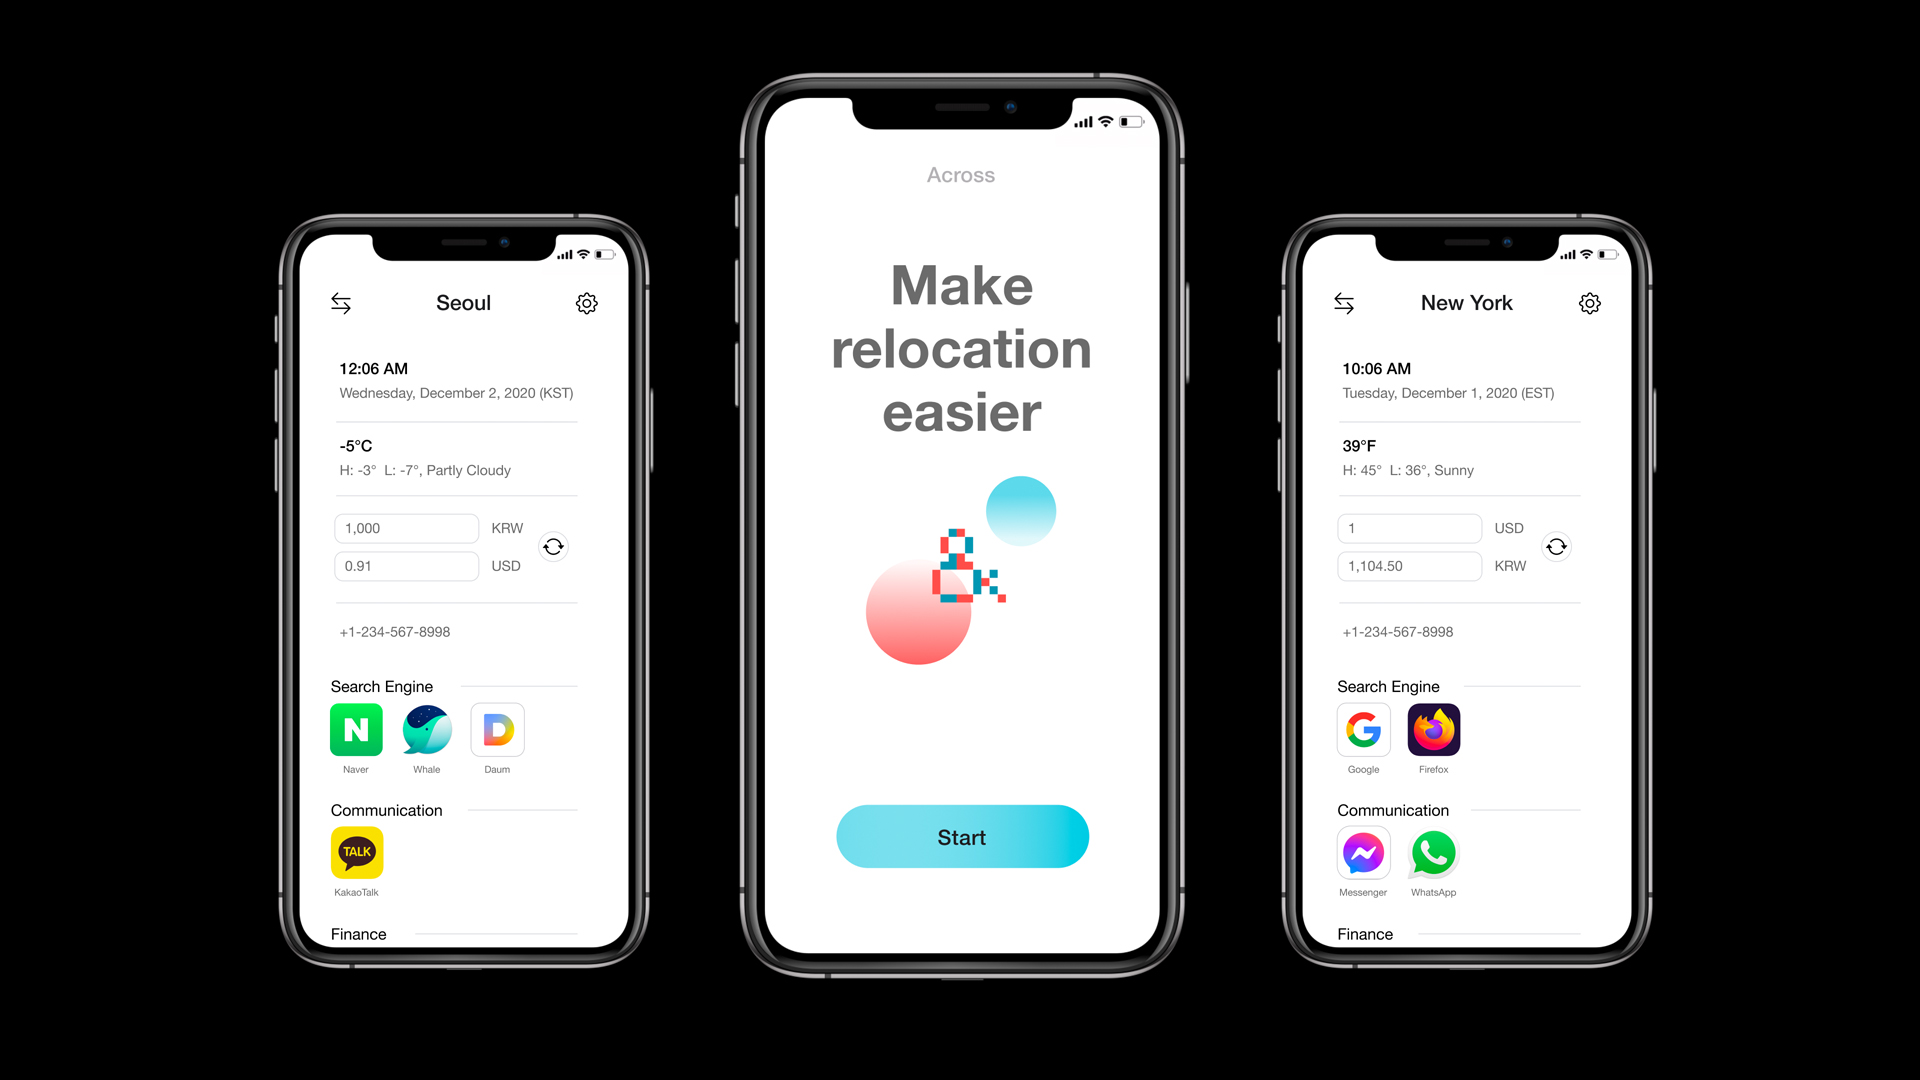 Seoul
12:06 AM
Wednesday, December 2, 2020 (KST)
-5°C
H: -3° L: -7°, Partly Cloudy
1,000 KRW
0.91 USD
+1-234-567-8998
Search Engine
N D
Naver Whale Daum
Communication
TALK
KakaoTalk
Finance
Across
Make
relocation
easier
&
Start
New York
10:06 AM
Tuesday, December 1, 2020 (EST)
39°F
H: 45° L: 36°, Sunny
1 USD
1,104.50 KRW
+1-234-567-8998
Search Engine
G
Google Firefox
Communication
Messenger WhatsApp
Finance